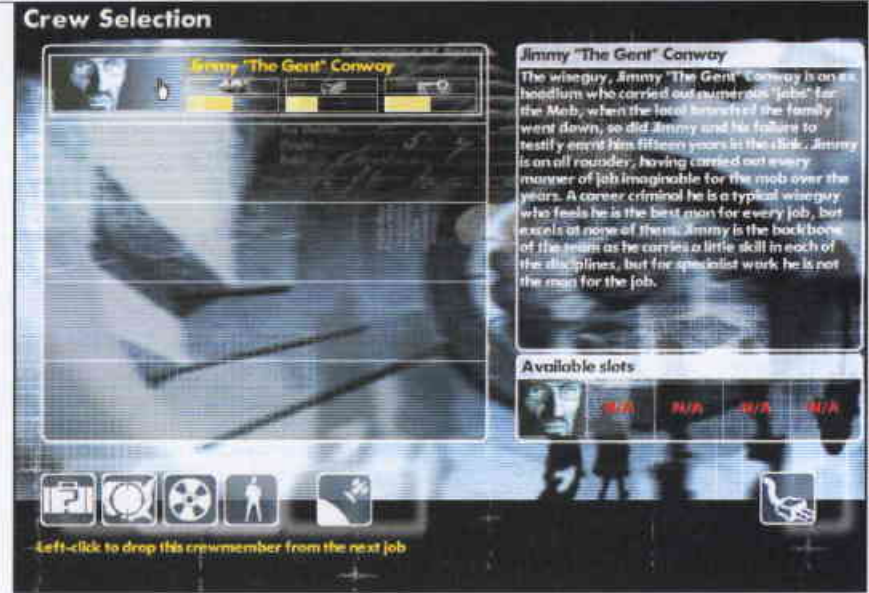 Crew Selection
Jimmy "The Gent" Conway
Jimmy "The Gent" Conway
The wiseguy, Jimmy "The Gent" Conway is an ex
hoodlum who carried out numerous "jobs" for
the Mob, when the local branch of the family
went down, so did Jimmy and his failure to
testify earnt him fifteen years in the clink. Jimmy
is an all rounder, having carried out every
manner of job imaginable for the mob over the
years. A career criminal he is a typical wiseguy
who feels he is the best man for every job, but
excels at none of them. Jimmy is the backbone
of the team as he carries a little skill in each of
the disciplines, but for specialist work he is not
the man for the job.
Available slots
N/A N/A N/A N/A
Left-click to drop this crewmember from the next job